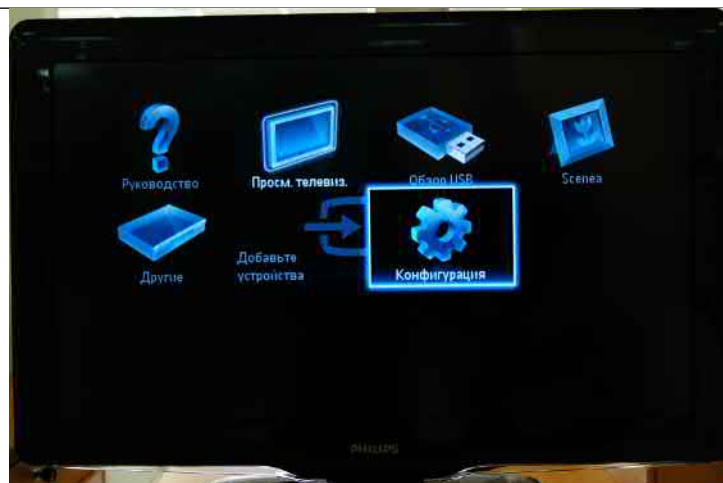 Руководство
Просм. телевиз.
Обзор USB
Scenea
Другие
Добавьте
устройства
Конфигурация
PHILIPS